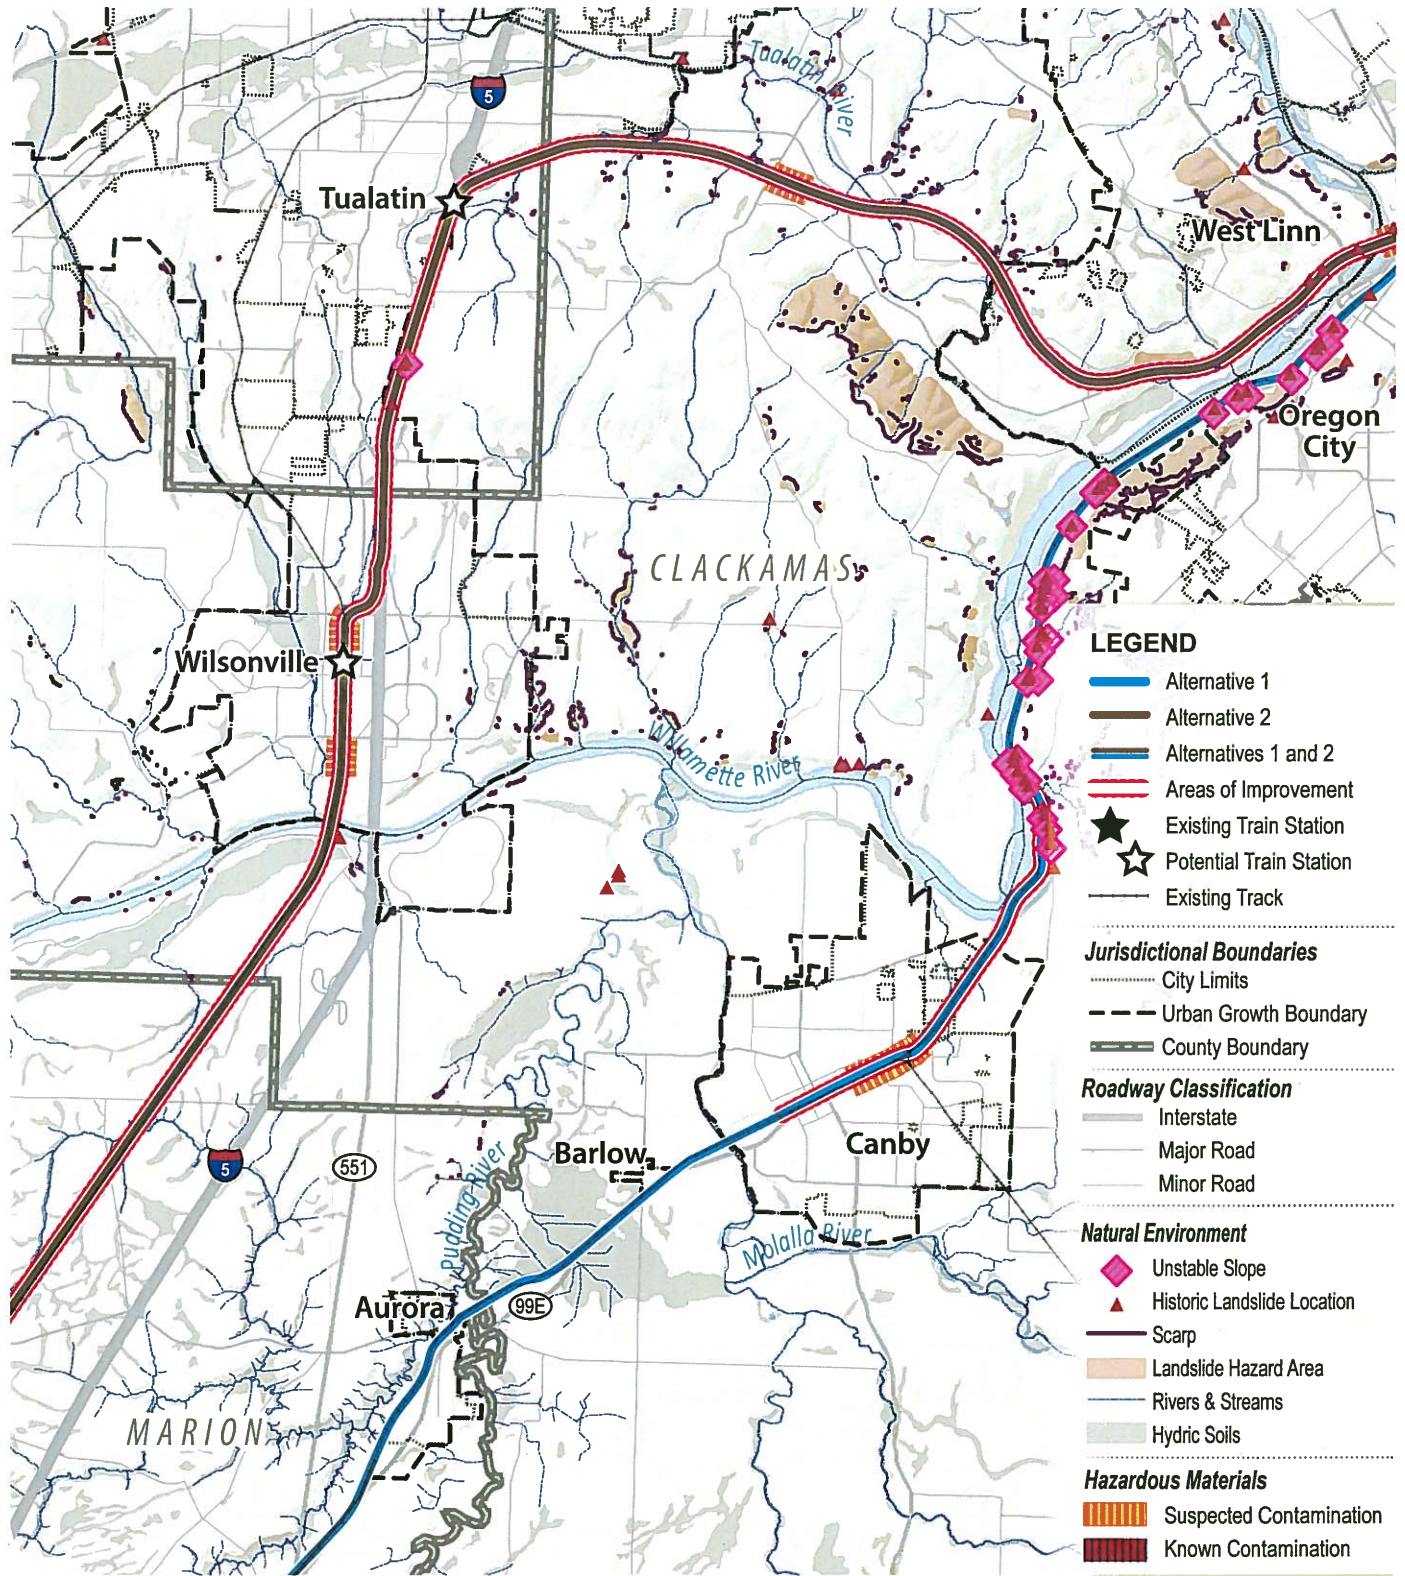 Tualatin
River
5
Tualatin
West Linn
Oregon
City
CLACKAMAS
Wilsonville
Willamette River
LEGEND
Alternative 1
Alternative 2
Alternatives 1 and 2
Areas of Improvement
Existing Train Station
Potential Train Station
Existing Track
Jurisdictional Boundaries
City Limits
Urban Growth Boundary
County Boundary
Roadway Classification
Interstate
Major Road
Minor Road
Natural Environment
Unstable Slope
Historic Landslide Location
Scarp
Landslide Hazard Area
Rivers & Streams
Hydric Soils
Hazardous Materials
Suspected Contamination
Known Contamination
Canby
Barlow
5
551
Pudding River
Molalla River
Aurora
99E
MARION